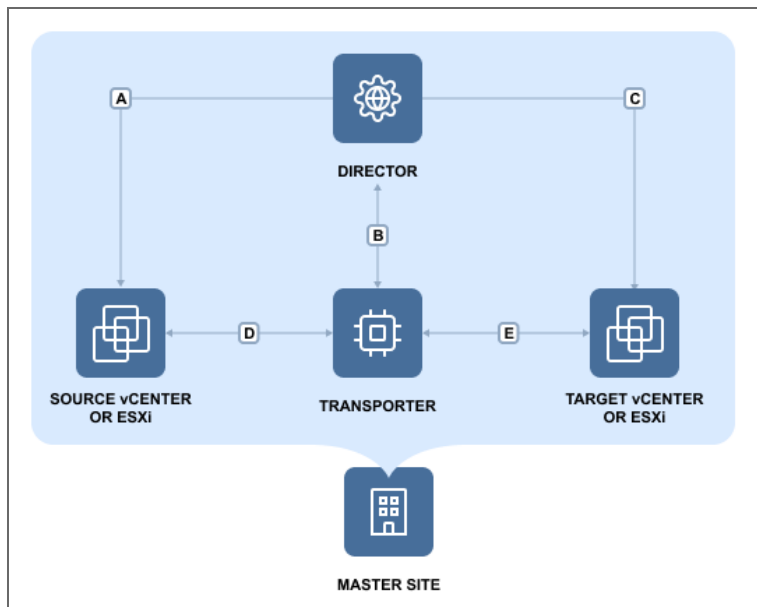 A
C
DIRECTOR
B
D
E
SOURCE vCENTER
OR ESXi
TRANSPORTER
TARGET vCENTER
OR ESXi
MASTER SITE